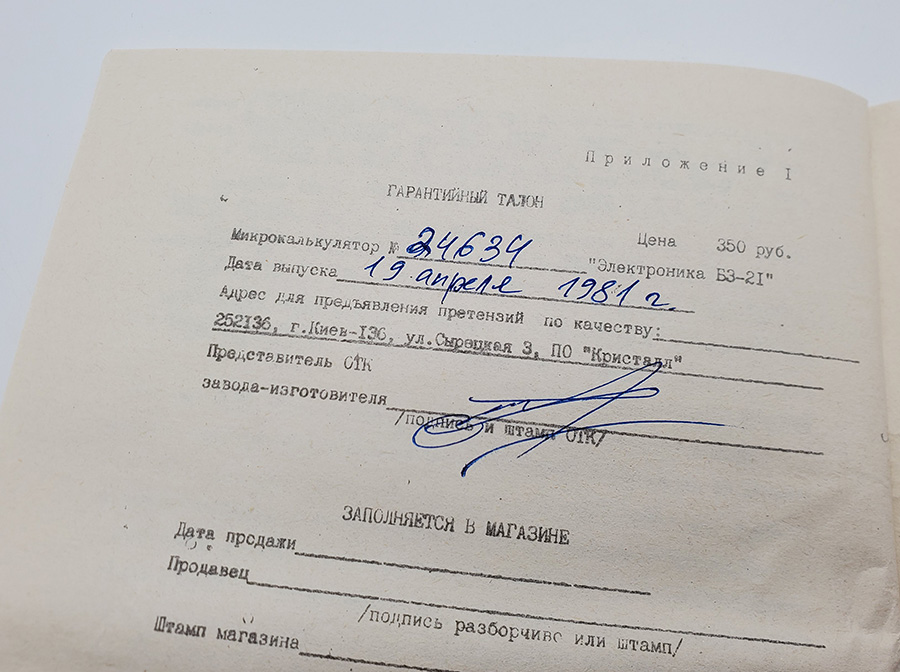 П р и л о ж е н и е I
ГАРАНТИЙНЫЙ ТАЛОН
Цена 350 руб.
Микрокалькулятор № 24634 "Электроника Б3-21"
Дата выпуска 19 апреля 1981 г.
Адрес для предъявления претензий по качеству:
252136, г.Киев-136, ул.Сырецкая 3, ПО "Кристалл"
Представитель ОТК
завода-изготовителя
/подпись и штамп ОТК/
ЗАПОЛНЯЕТСЯ В МАГАЗИНЕ
Дата продажи
Продавец
/подпись разборчиво или штамп/
Штамп магазина